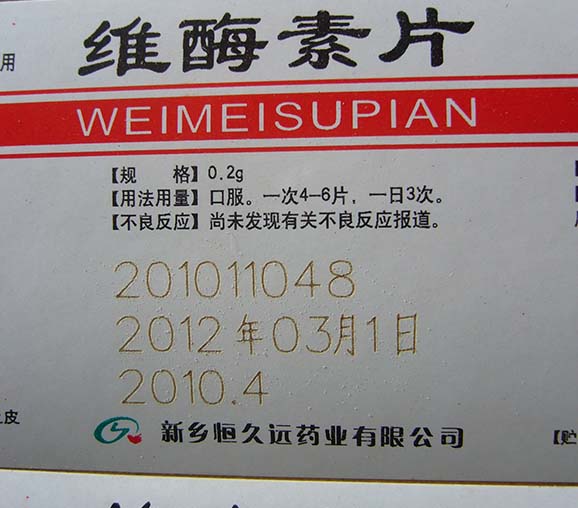 用
维酶素片
WEIMEISUPIAN
【规 格】0.2g
【用法用量】口服。一次4-6片，一日3次。
【不良反应】尚未发现有关不良反应报道。
201011048
2012年03月1日
2010.4
皮
新乡恒久远药业有限公司
【贮